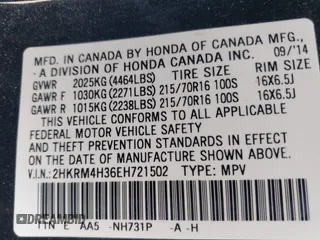 MFD. IN CANADA BY HONDA OF CANADA MFG.,
- A DIVISION OF HONDA CANADA INC. 09/'14
GVWR 2025KG (4464LBS) TIRE SIZE RIM SIZE
GAWR F 1030KG (2271LBS) 215/70R16 100S 16X6.5J
GAWR R 1015KG (2238LBS) 215/70R16 100S 16X6.5J
THIS VEHICLE CONFORMS TO ALL APPLICABLE
FEDERAL MOTOR VEHICLE SAFETY
AND THEFT PREVENTION STANDARDS IN EFFECT ON
THE DATE OF MANUFACTURE SHOWN ABOVE.
V.I.N.: 2HKRM4H36EH721502 TYPE: MPV
E AA5 -NH731P -A -H